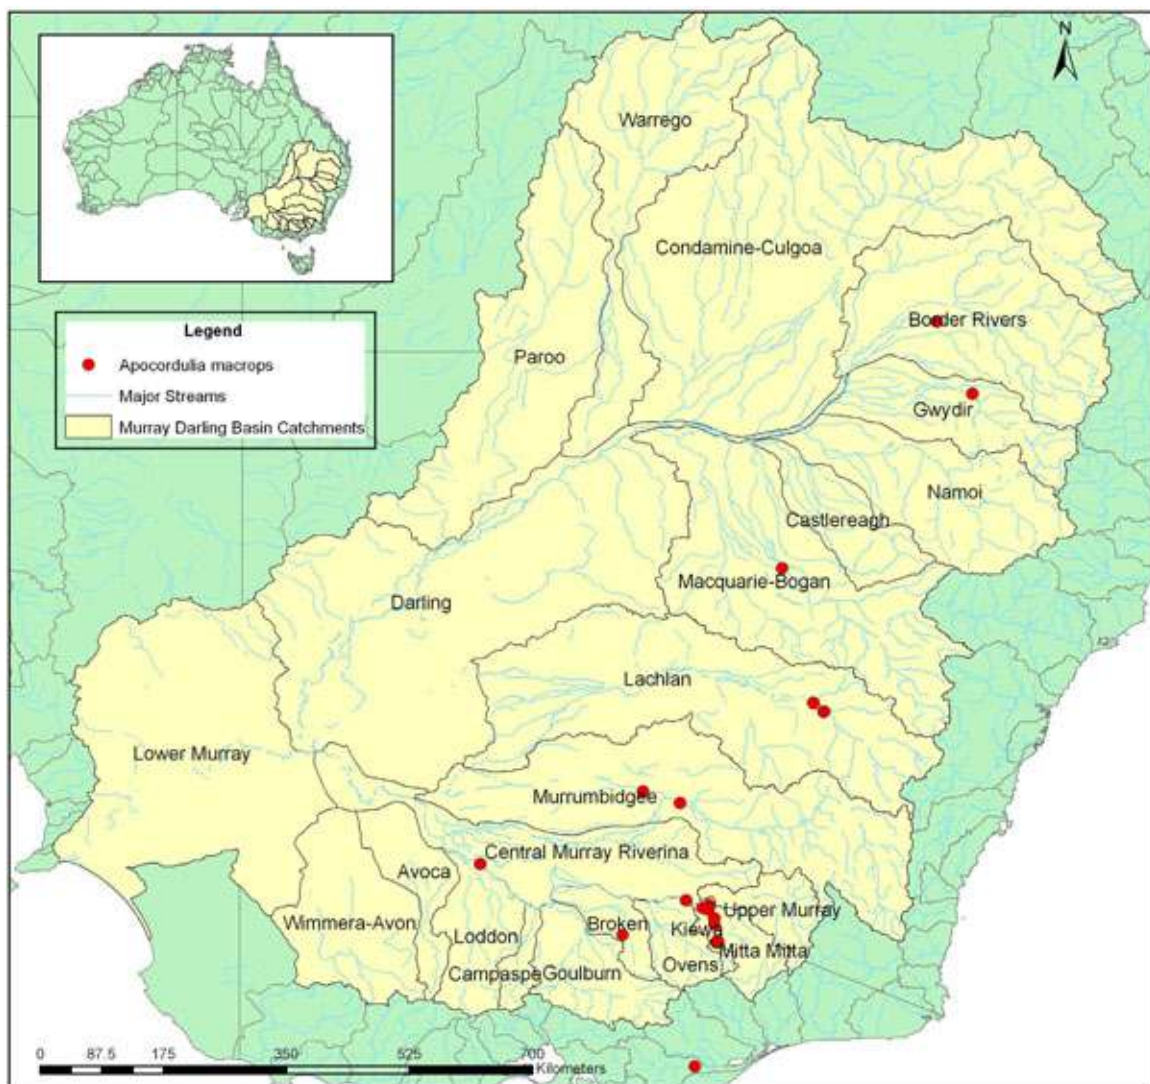 N
Warrego
Condamine-Culgoa
Border Rivers
Legend
Apocordulia macrops
Major Streams
Murray Darling Basin Catchments
Paroo
Gwydir
Namoi
Castlereagh
Macquarie-Bogan
Darling
Lachlan
Lower Murray
Murrumbidgee
Central Murray Riverina
Avoca
Wimmera-Avon
Upper Murray
Broken
Kiewa
Loddon
Mitta Mitta
Ovens
Campaspe
Goulburn
0 87.5 175 350 525 700
Kilometers